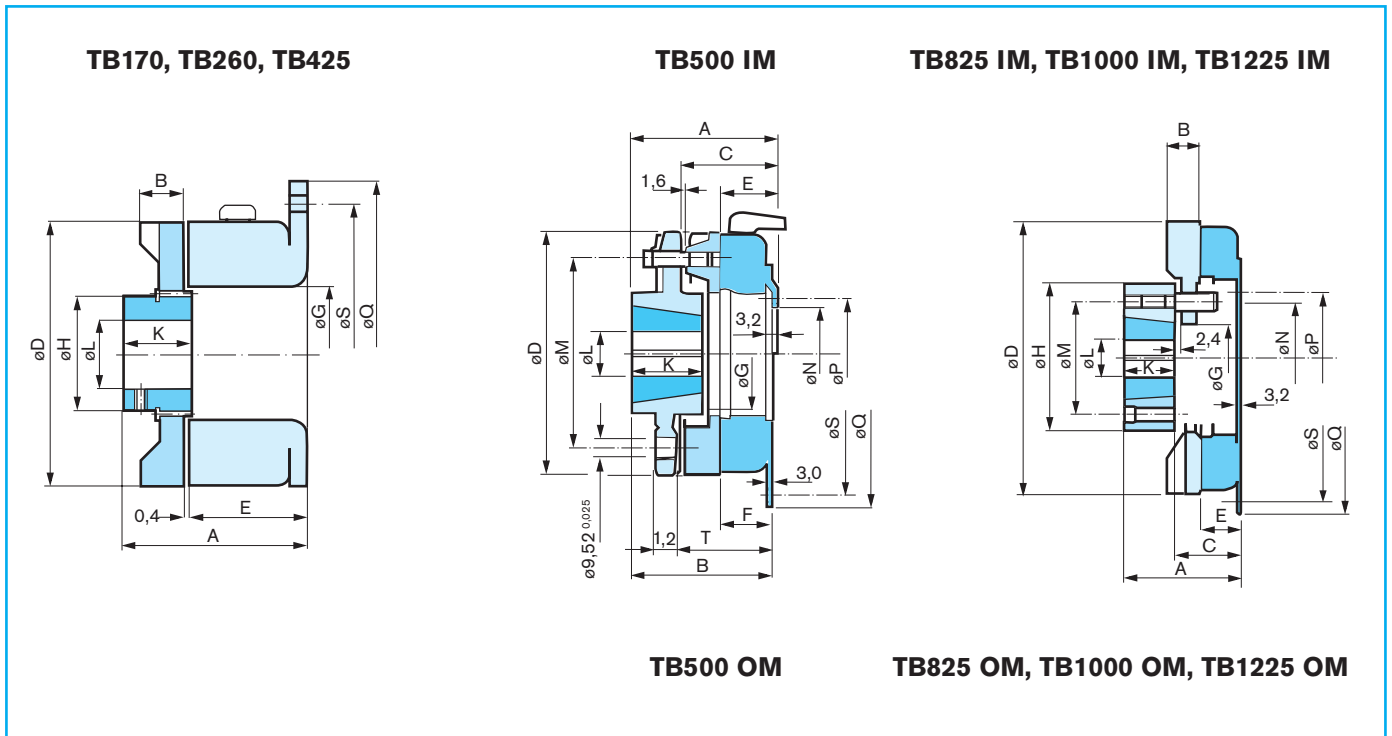 TB170, TB260, TB425
TB500 IM
TB825 IM, TB1000 IM, TB1225 IM
B
øD
øH
øL
K
øG
øS
øQ
0,4
E
A
A
C
1,6
E
øD
øM
øL
K
øG
3,2
øN
øP
øS
øQ
3,0
F
ø9,52 0,025
1,2
T
B
B
øD
øH
øM
øL
K
2,4
øG
øN
øP
3,2
øS
øQ
E
C
A
TB500 OM
TB825 OM, TB1000 OM, TB1225 OM